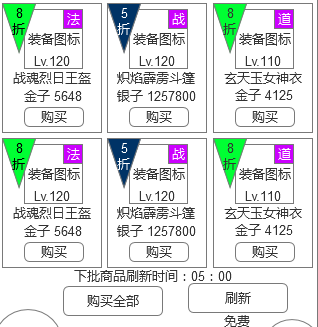 8折 法 5折 战 8折 道
装备图标 装备图标 装备图标
Lv.120 Lv.120 Lv.110
战魂烈日王盔 炽焰霹雳斗篷 玄天玉女神衣
金子 5648 银子 1257800 金子 4125
购买 购买 购买
8折 法 5折 战 8折 道
装备图标 装备图标 装备图标
Lv.120 Lv.120 Lv.110
战魂烈日王盔 炽焰霹雳斗篷 玄天玉女神衣
金子 5648 银子 1257800 金子 4125
购买 购买 购买
下批商品刷新时间：05：00
购买全部 刷新
免费